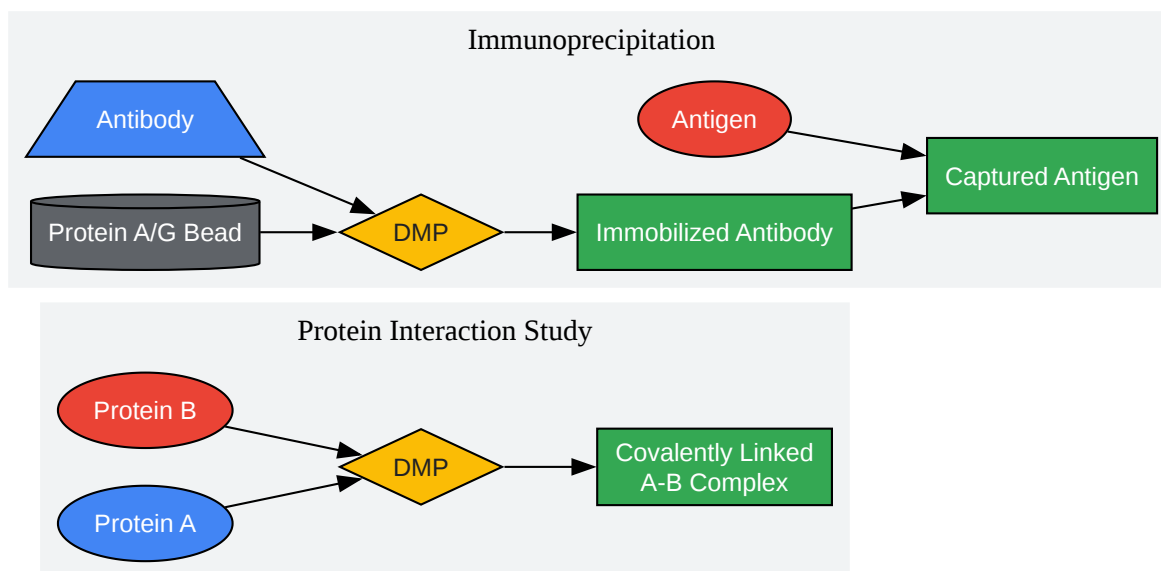 Immunoprecipitation
Antibody
Antigen
Captured Antigen
Protein A/G Bead
DMP
Immobilized Antibody
Protein Interaction Study
Protein B
DMP
Covalently Linked
A-B Complex
Protein A